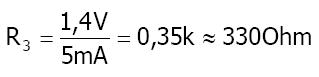 R₃ = 1,4V / 5mA = 0,35k ≈ 330Ohm